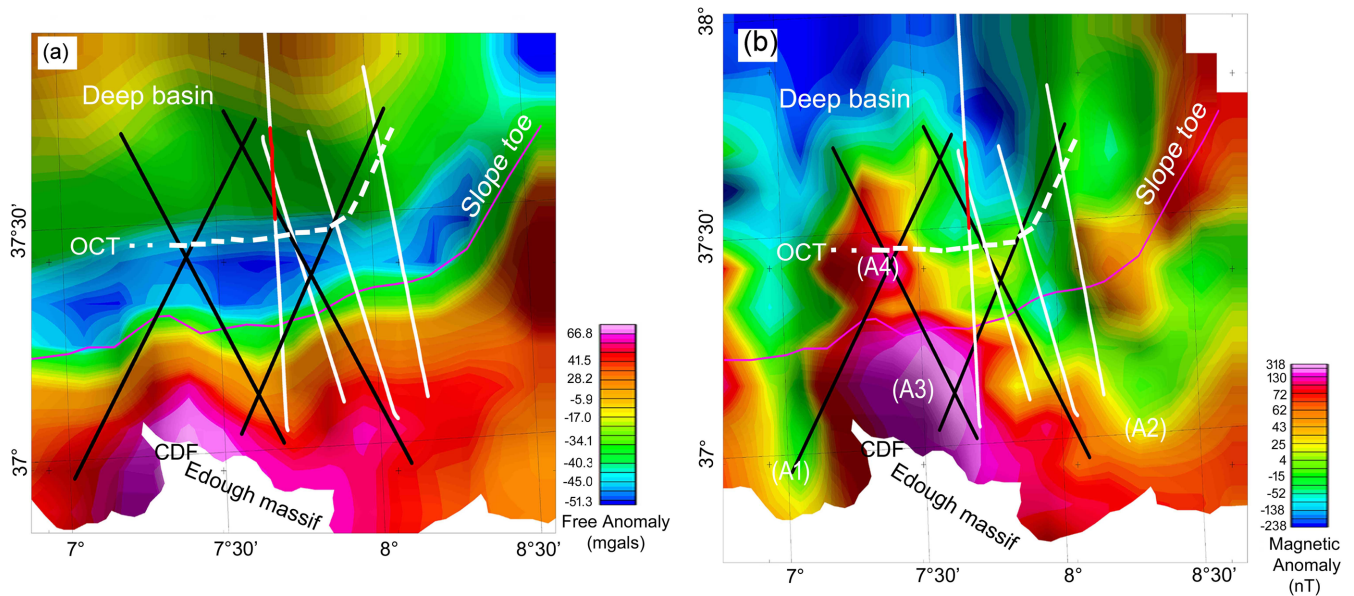 (a)
Deep basin
Slope toe
OCT
CDF
Edough massif
37°30'
37°
7°
7°30'
8°
8°30'
66.8
41.5
28.2
-5.9
-17.0
-34.1
-45.3
-40.0
-51.3
Free Anomaly
(mgals)
(b)
Deep basin
Slope toe
OCT
(A4)
(A3)
(A2)
(A1)
CDF
Edough massif
38°
37°30'
37°
7°
7°30'
8°
8°30'
318
130
72
62
43
25
4
-15
-52
-138
-238
Magnetic
Anomaly
(nT)